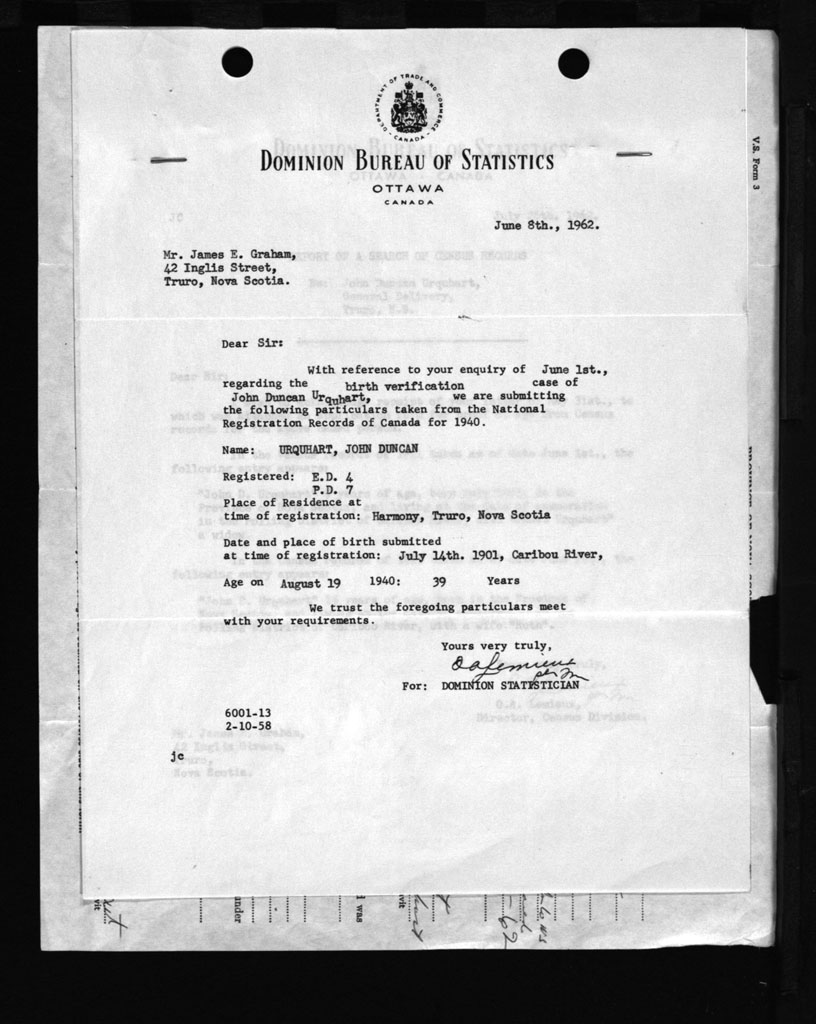 DEPARTMENT OF TRADE AND COMMERCE
CANADA
DOMINION BUREAU OF STATISTICS
OTTAWA
CANADA
V.S. Form 3
June 8th., 1962.
Mr. James E. Graham,
42 Inglis Street,
Truro, Nova Scotia.
Dear Sir:
With reference to your enquiry of June 1st.,
regarding the birth verification case of
John Duncan Urquhart, we are submitting
the following particulars taken from the National
Registration Records of Canada for 1940.
Name: URQUHART, JOHN DUNCAN
Registered: E.D. 4
P.D. 7
Place of Residence at
time of registration: Harmony, Truro, Nova Scotia
Date and place of birth submitted
at time of registration: July 14th. 1901, Caribou River,
Age on August 19 1940: 39 Years
We trust the foregoing particulars meet
with your requirements.
Yours very truly,
OALemieux
per
For: DOMINION STATISTICIAN
6001-13
2-10-58
jc
under
was
62